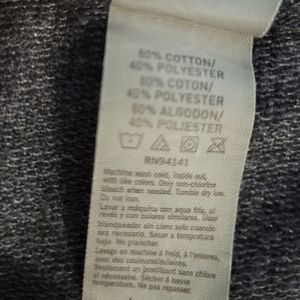 60% COTTON/
40% POLYESTER
60% COTON/
40% POLYESTER
60% ALGODON/
40% POLIESTER
RN94141
Machine wash cold, inside out,
with like colors. Only non-chlorine
bleach when needed. Tumble dry low.
Do not iron.
Lavar a máquina con agua fría, al
revés y con colores similares. Usar
blanqueador sin cloro solo cuando
sea necesario. Secar a temperatura
baja. No planchar.
Lavage en machine à froid, à l'envers,
avec des couleurs similaires.
Seulement un javellisant sans chlore
si nécessaire. Séchage à basse
température. Ne pas repasser.